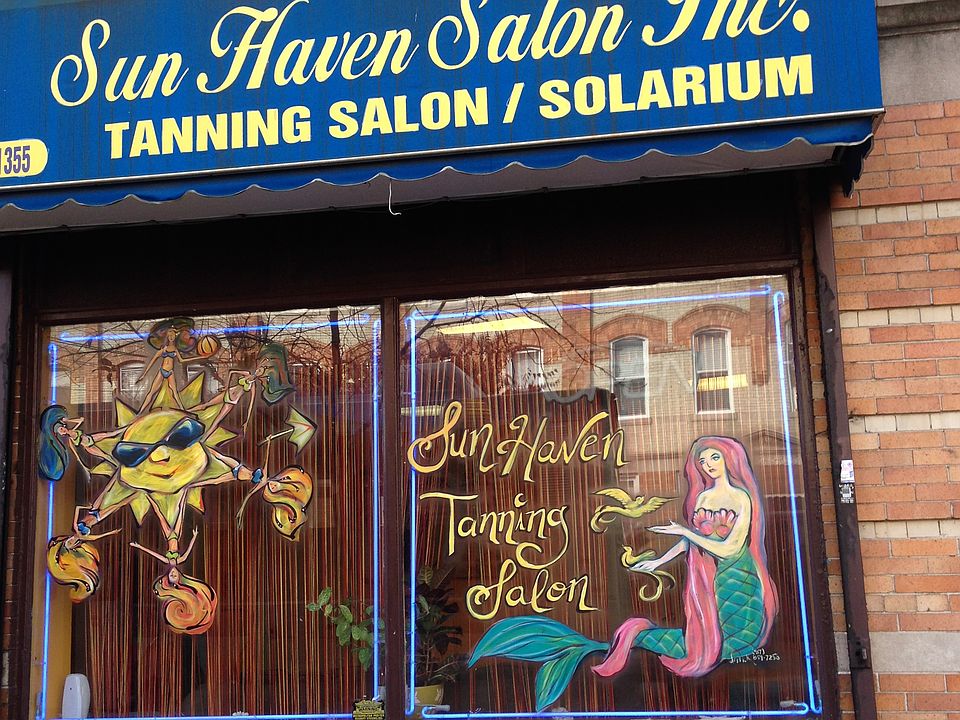 Sun Haven Salon Inc.
TANNING SALON / SOLARIUM
1355
Sun Haven
Tanning
Salon